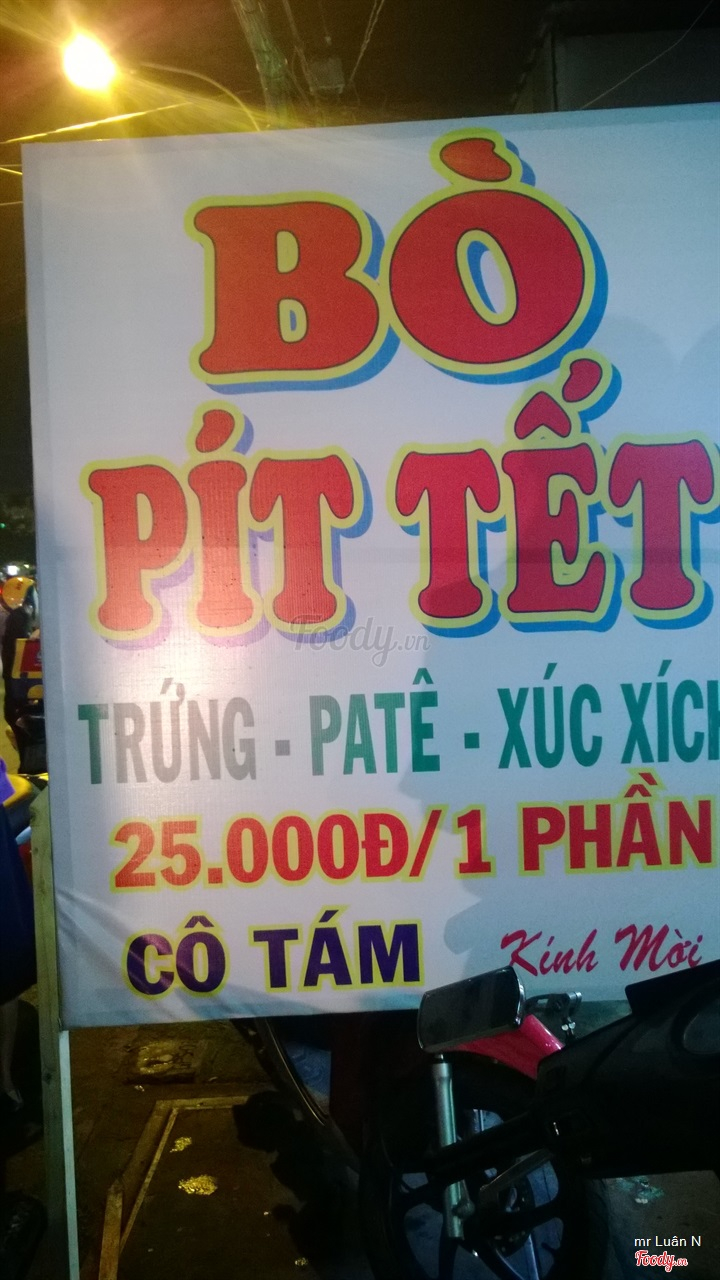 BÒ
PÍT TẾT
TRỨNG - PATÊ - XÚC XÍCH
25.000Đ/1 PHẦN
CÔ TÁM Kính Mời
Foody.vn
mr Luân N
Foody.vn